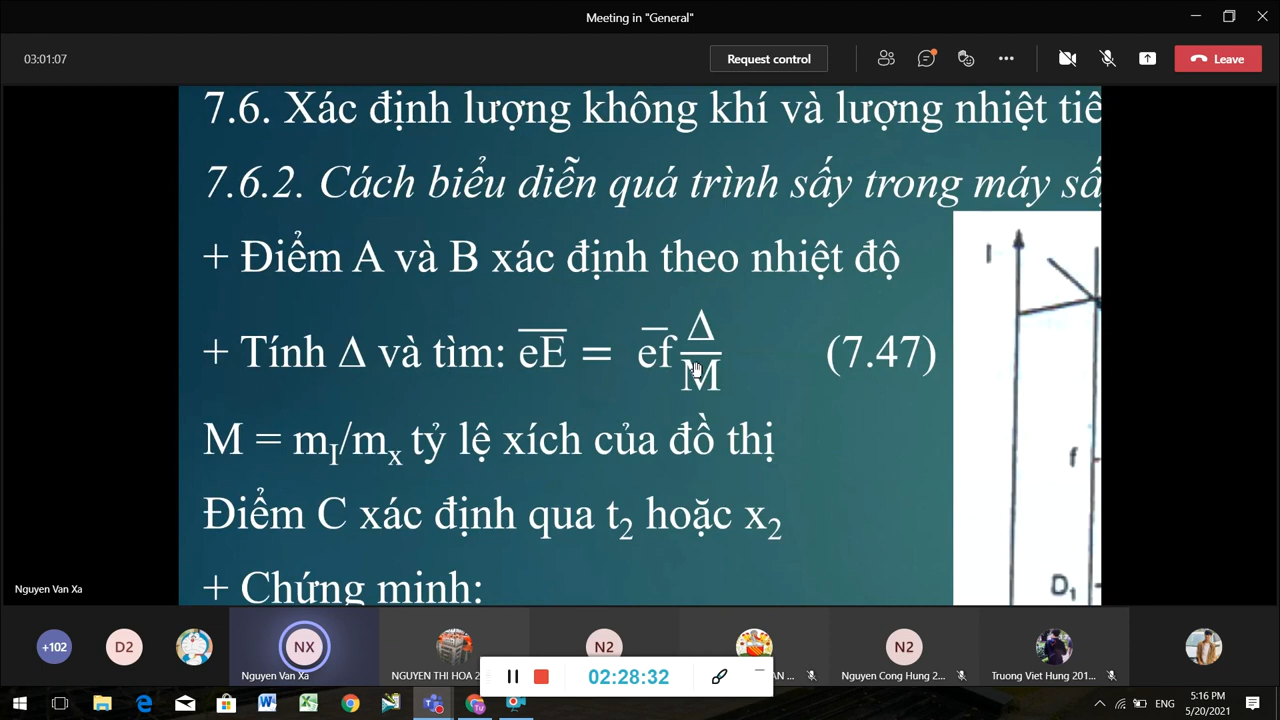 Meeting in "General"
03:01:07
Request control
Leave
7.6. Xác định lượng không khí và lượng nhiệt
7.6.2. Cách biểu diễn quá trình sấy trong máy
+ Điểm A và B xác định theo nhiệt độ
I
+ Tính Δ và tìm: eE = ef Δ/M (7.47)
M = mI/mx tỷ lệ xích của đồ thị
f
Điểm C xác định qua t2 hoặc x2
D1
+ Chứng minh:
Nguyen Van Xa
+102
D2
NX
N2
N2
Nguyen Van Xa
NGUYEN THI HOA 2
AN ...
Nguyen Cong Hung 2...
Truong Viet Hung 201...
02:28:32
ENG
5:16 PM
5/20/2021